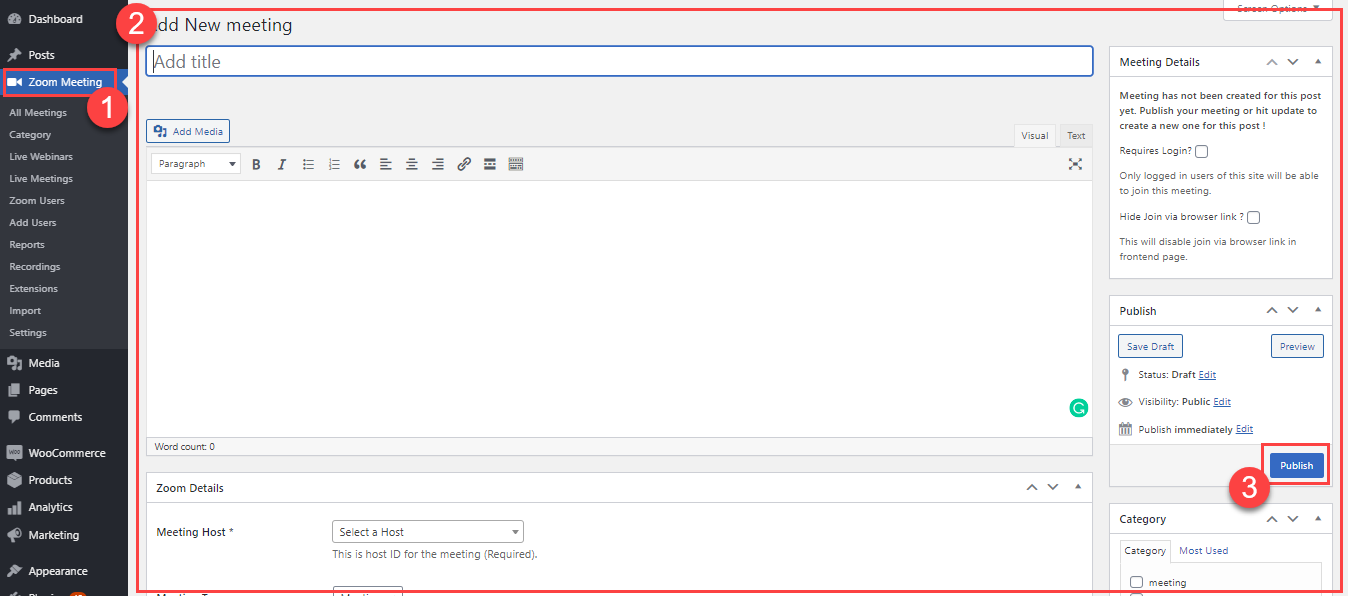 Dashboard
Posts
Zoom Meeting
1
All Meetings
Category
Live Webinars
Live Meetings
Zoom Users
Add Users
Reports
Recordings
Extensions
Import
Settings
Media
Pages
Comments
WooCommerce
Products
Analytics
Marketing
Appearance
2
dd New meeting
Screen Options
Add title
Add Media
Visual Text
Paragraph
Word count: 0
Zoom Details
Meeting Host *
Select a Host
This is host ID for the meeting (Required).
Meeting Details
Meeting has not been created for this post
yet. Publish your meeting or hit update to
create a new one for this post !
Requires Login?
Only logged in users of this site will be able
to join this meeting.
Hide Join via browser link ?
This will disable join via browser link in
frontend page.
Publish
Save Draft Preview
Status: Draft Edit
Visibility: Public Edit
Publish immediately Edit
Publish
3
Category
Category Most Used
meeting